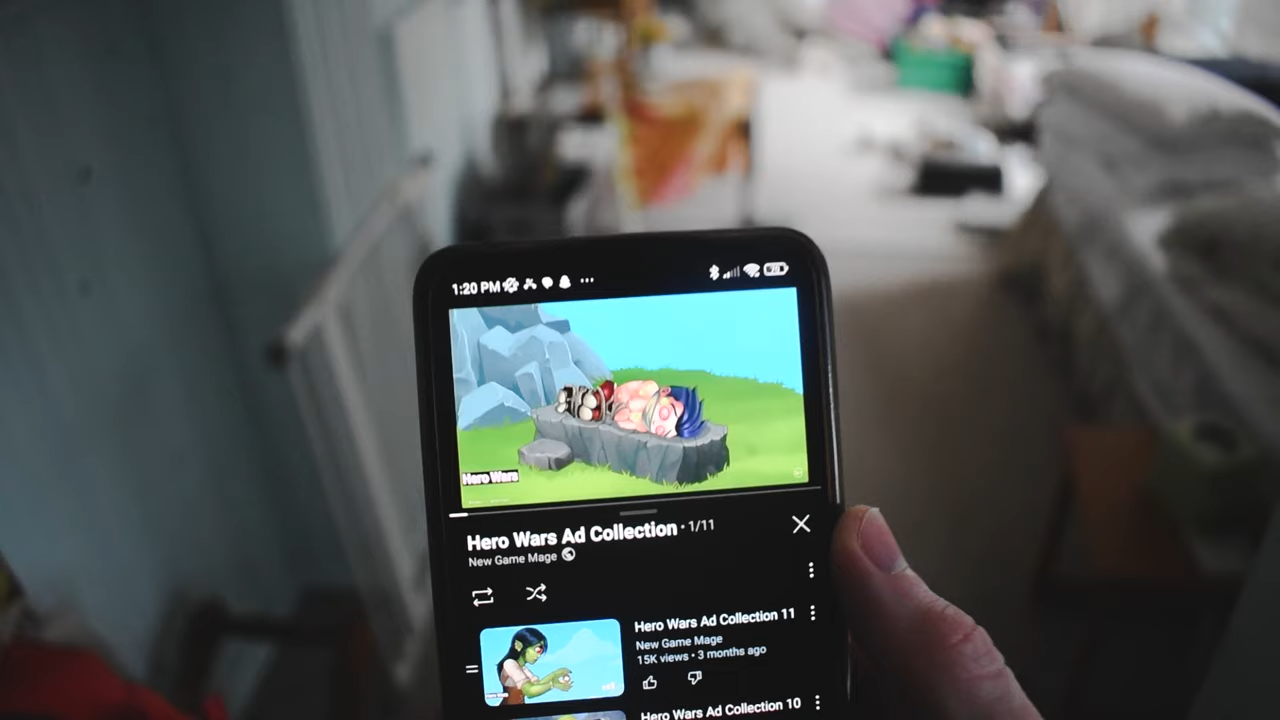 1:20 PM
Hero Wars
Hero Wars Ad Collection · 1/11
New Game Mage
Hero Wars Ad Collection 11
New Game Mage
15K views · 3 months ago
Hero Wars Ad Collection 10